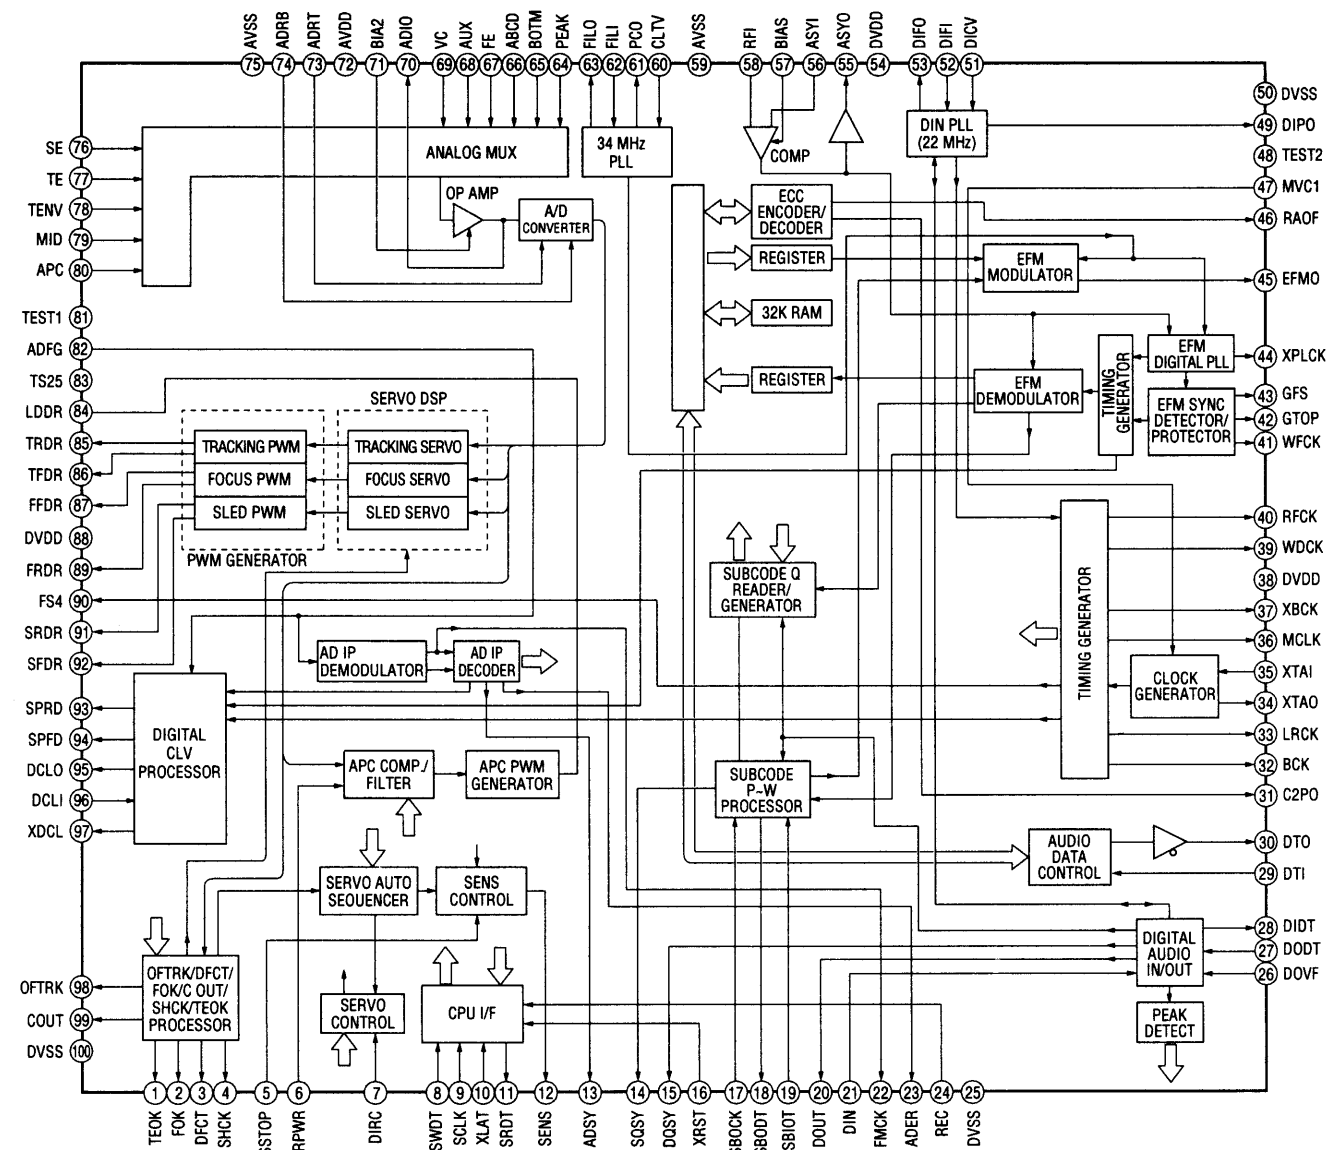 AVSS ADRB ADRT AVDD BIA2 ADIO VC AUX FE ABCD BOTM PEAK FILO FILI PCO CLTV AVSS RFI BIAS ASYI ASYO DVDD DIFO DIFI DICV
75 74 73 72 71 70 69 68 67 66 65 64 63 62 61 60 59 58 57 56 55 54 53 52 51
50 DVSS
49 DIPO
48 TEST2
47 MVC1
46 RAOF
45 EFMO
44 XPLCK
43 GFS
42 GTOP
41 WFCK
40 RFCK
39 WDCK
38 DVDD
37 XBCK
36 MCLK
35 XTAI
34 XTAO
33 LRCK
32 BCK
31 C2PO
30 DTO
29 DTI
28 DIDT
27 DODT
26 DOVF
SE 76
TE 77
TENV 78
MID 79
APC 80
TEST1 81
ADFG 82
TS25 83
LDDR 84
TRDR 85
TFDR 86
FFDR 87
DVDD 88
FRDR 89
FS4 90
SRDR 91
SFDR 92
SPRD 93
SPFD 94
DCLO 95
DCLI 96
XDCL 97
OFTRK 98
COUT 99
DVSS 100
ANALOG MUX
OP AMP
A/D
CONVERTER
34 MHz
PLL
COMP
DIN PLL
(22 MHz)
ECC
ENCODER/
DECODER
REGISTER
32K RAM
REGISTER
EFM
MODULATOR
EFM
DIGITAL PLL
EFM
DEMODULATOR
TIMING
GENERATOR
EFM SYNC
DETECTOR/
PROTECTOR
SERVO DSP
TRACKING PWM
FOCUS PWM
SLED PWM
TRACKING SERVO
FOCUS SERVO
SLED SERVO
PWM GENERATOR
SUBCODE Q
READER/
GENERATOR
TIMING GENERATOR
CLOCK
GENERATOR
AD IP
DEMODULATOR
AD IP
DECODER
DIGITAL
CLV
PROCESSOR
APC COMP./
FILTER
APC PWM
GENERATOR
SUBCODE
P~W
PROCESSOR
AUDIO
DATA
CONTROL
SERVO AUTO
SEOUENCER
SENS
CONTROL
OFTRK/DFCT/
FOK/C OUT/
SHCK/TEOK
PROCESSOR
SERVO
CONTROL
CPU I/F
DIGITAL
AUDIO
IN/OUT
PEAK
DETECT
1 2 3 4 5 6 7 8 9 10 11 12 13 14 15 16 17 18 19 20 21 22 23 24 25
TEOK FOK DFCT SHCK SSTOP RPWR DIRC SWDT SCLK XLAT SRDT SENS ADSY SQSY DQSY XRST SBOCK SBODT SBIOT DOUT DIN FMCK ADER REC DVSS